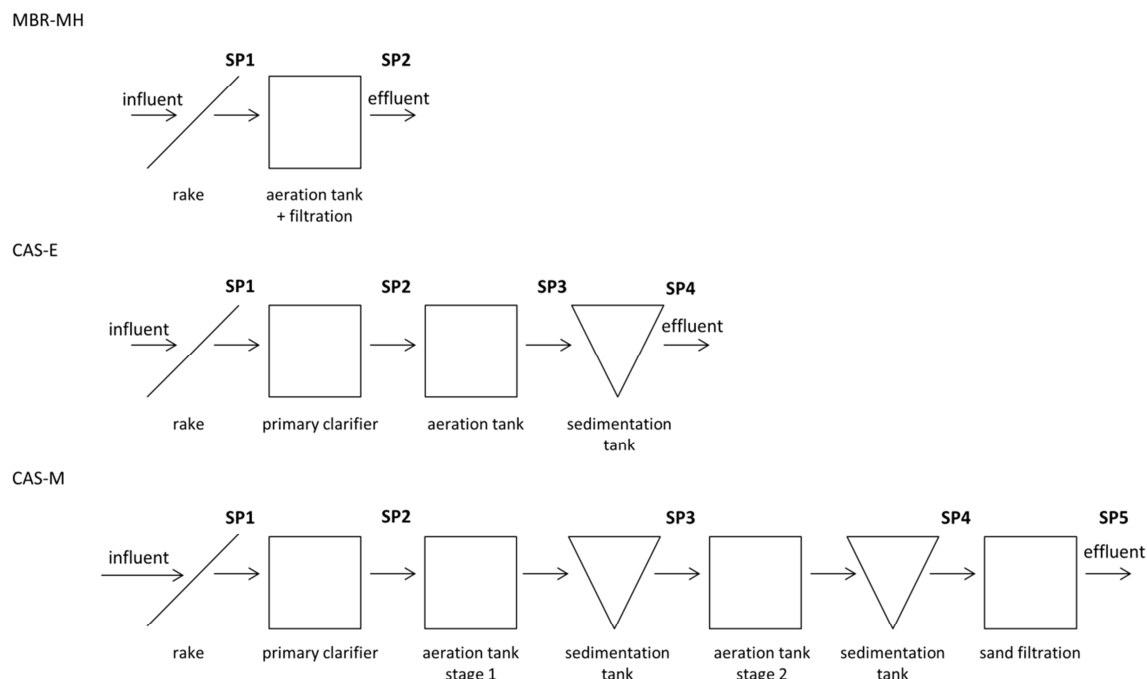 MBR-MH
SP1 SP2
influent effluent
rake aeration tank
+ filtration
CAS-E
SP1 SP2 SP3 SP4
influent effluent
rake primary clarifier aeration tank sedimentation
tank
CAS-M
SP1 SP2 SP3 SP4 SP5
influent effluent
rake primary clarifier aeration tank sedimentation aeration tank sedimentation sand filtration
stage 1 tank stage 2 tank